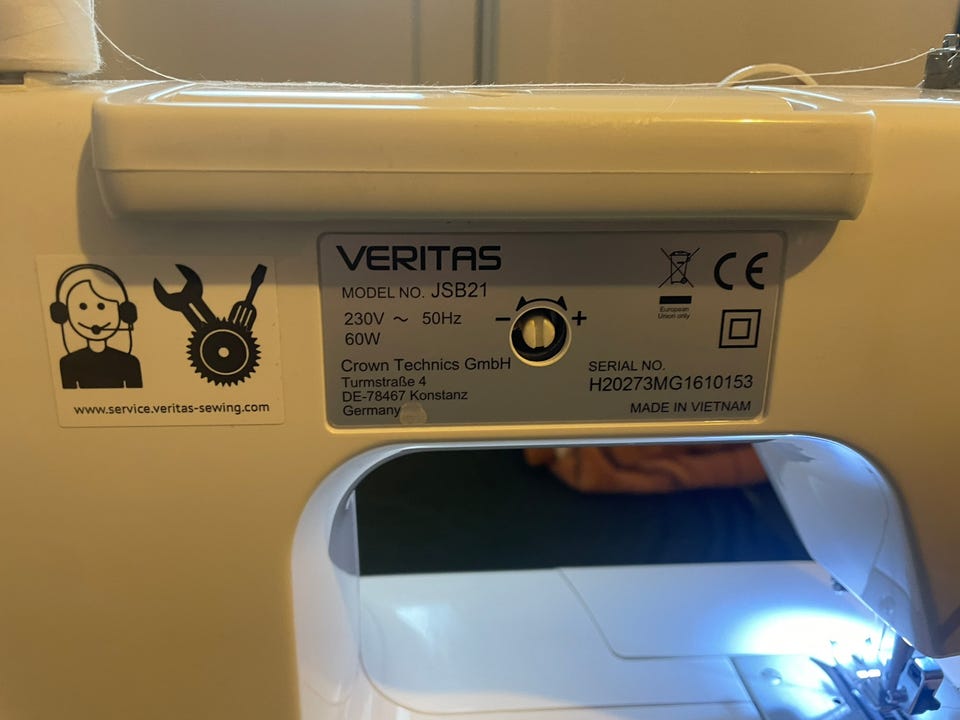 VERITAS
MODEL NO. JSB21
230V ~ 50Hz
60W
− +
Crown Technics GmbH
Turmstraße 4
DE-78467 Konstanz
Germany
European
Union only
CE
SERIAL NO.
H20273MG1610153
MADE IN VIETNAM
www.service.veritas-sewing.com